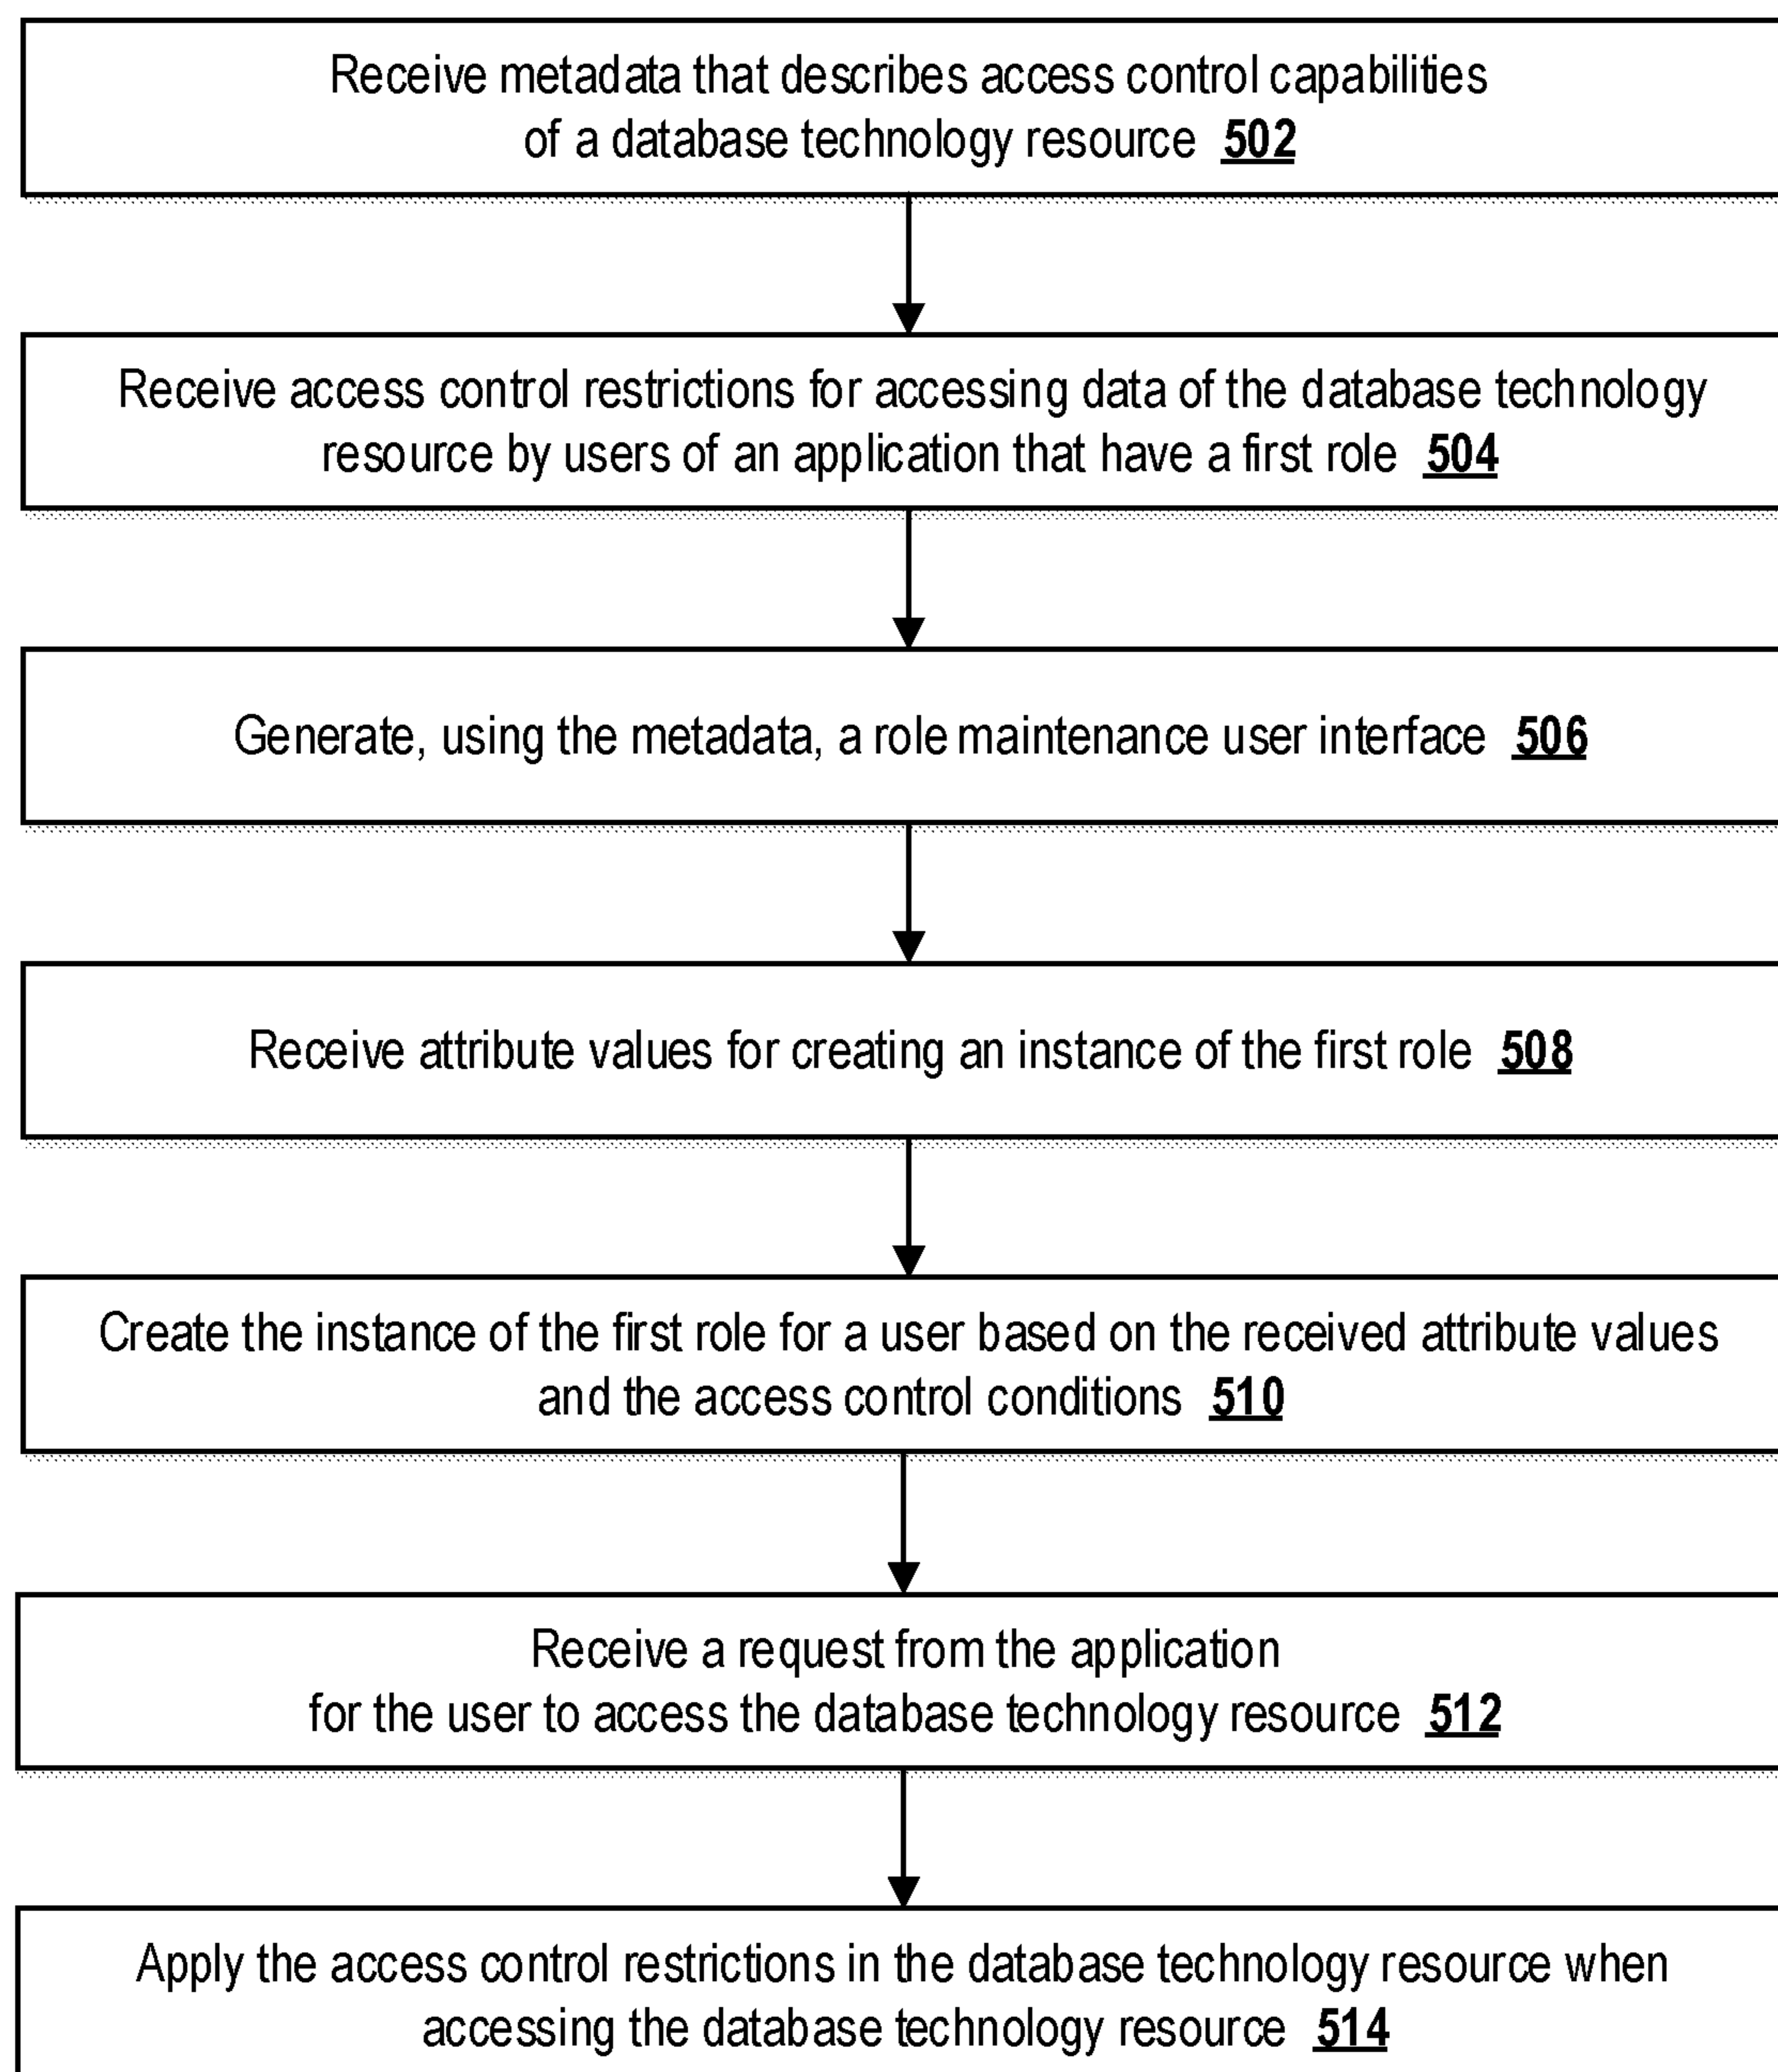 Receive metadata that describes access control capabilities
of a database technology resource 502
Receive access control restrictions for accessing data of the database technology
resource by users of an application that have a first role 504
Generate, using the metadata, a role maintenance user interface 506
Receive attribute values for creating an instance of the first role 508
Create the instance of the first role for a user based on the received attribute values
and the access control conditions 510
Receive a request from the application
for the user to access the database technology resource 512
Apply the access control restrictions in the database technology resource when
accessing the database technology resource 514